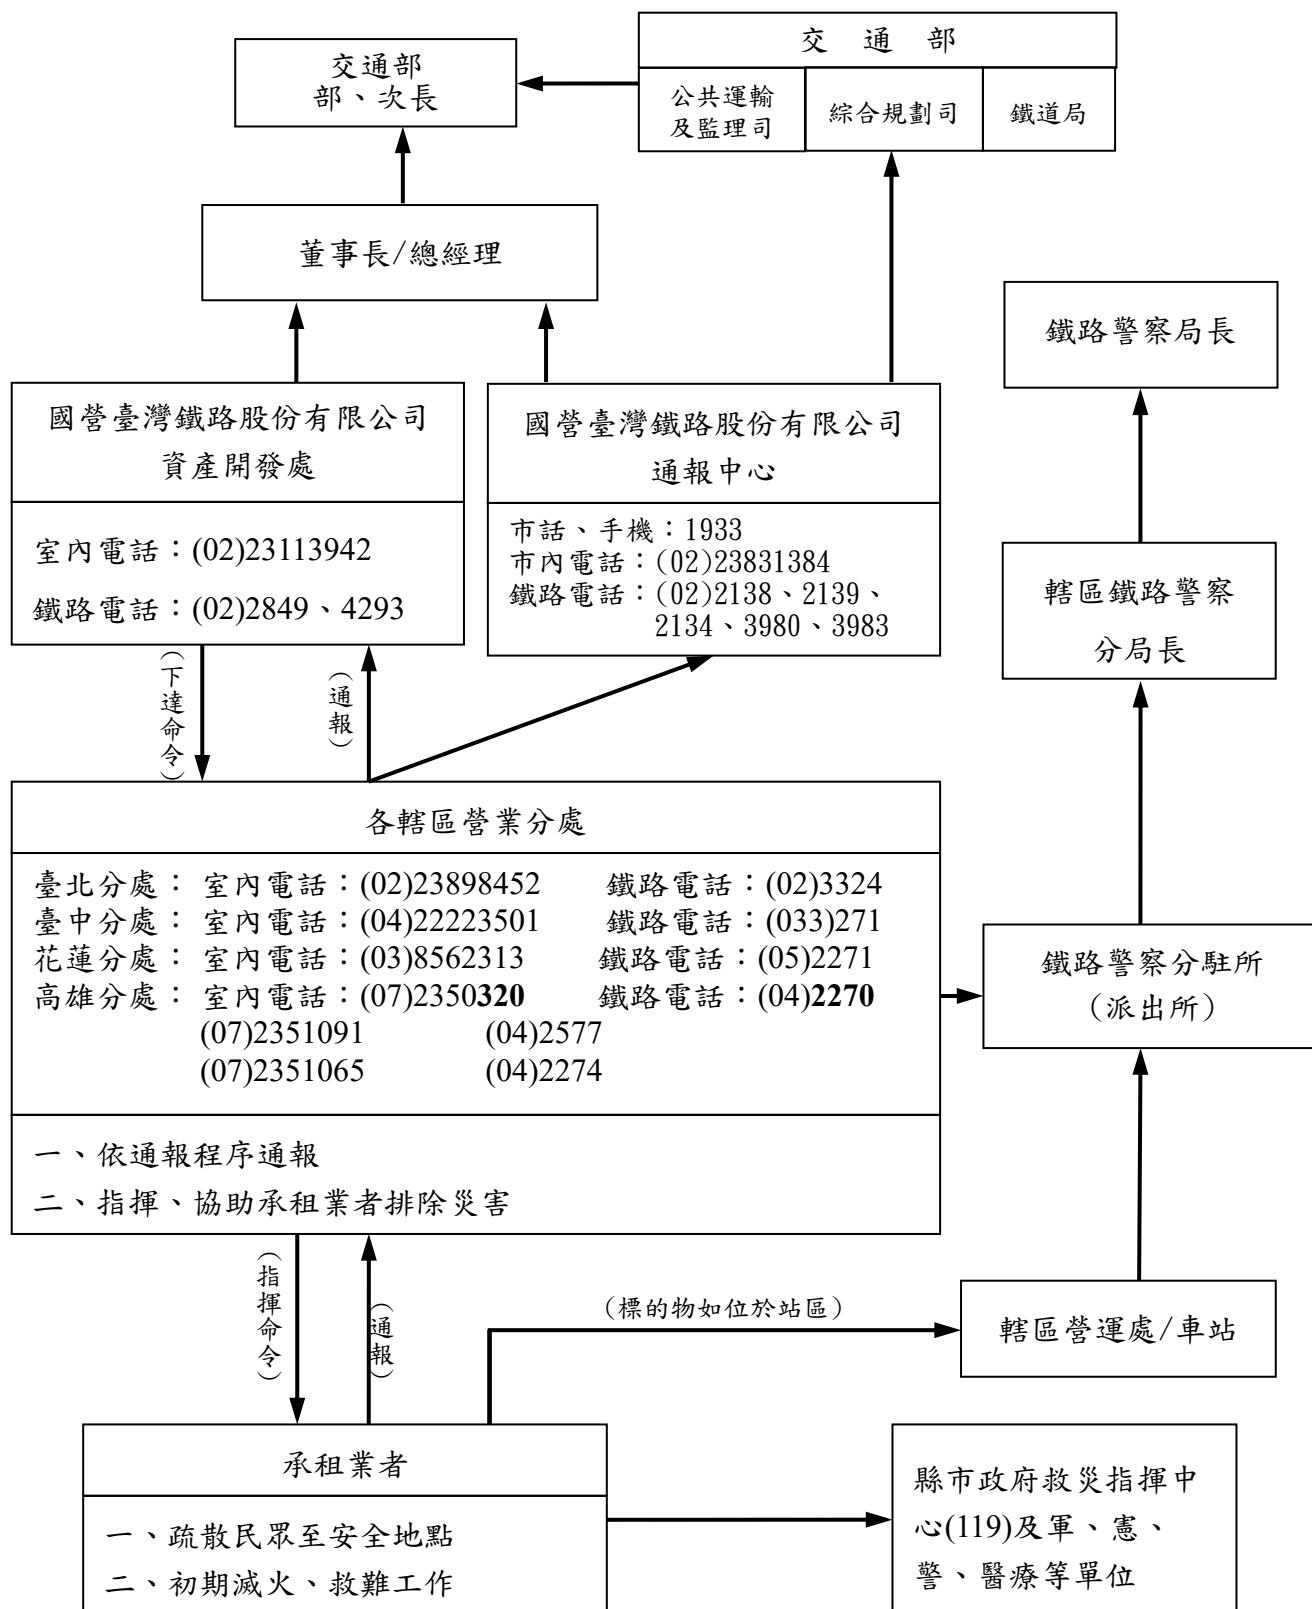 交通部
部、次長
交 通 部
公共運輸
及監理司
綜合規劃司
鐵道局
董事長/總經理
鐵路警察局長
國營臺灣鐵路股份有限公司
資產開發處
室內電話：(02)23113942
鐵路電話：(02)2849、4293
國營臺灣鐵路股份有限公司
通報中心
市話、手機：1933
市內電話：(02)23831384
鐵路電話：(02)2138、2139、
2134、3980、3983
轄區鐵路警察
分局長
（下達命令）
（通報）
各轄區營業分處
臺北分處： 室內電話：(02)23898452 鐵路電話：(02)3324
臺中分處： 室內電話：(04)22223501 鐵路電話：(033)271
花蓮分處： 室內電話：(03)8562313 鐵路電話：(05)2271
高雄分處： 室內電話：(07)2350320 鐵路電話：(04)2270
(07)2351091 (04)2577
(07)2351065 (04)2274
一、依通報程序通報
二、指揮、協助承租業者排除災害
鐵路警察分駐所
（派出所）
（指揮命令）
（通報）
（標的物如位於站區）
轄區營運處/車站
承租業者
一、疏散民眾至安全地點
二、初期滅火、救難工作
縣市政府救災指揮中
心(119)及軍、憲、
警、醫療等單位